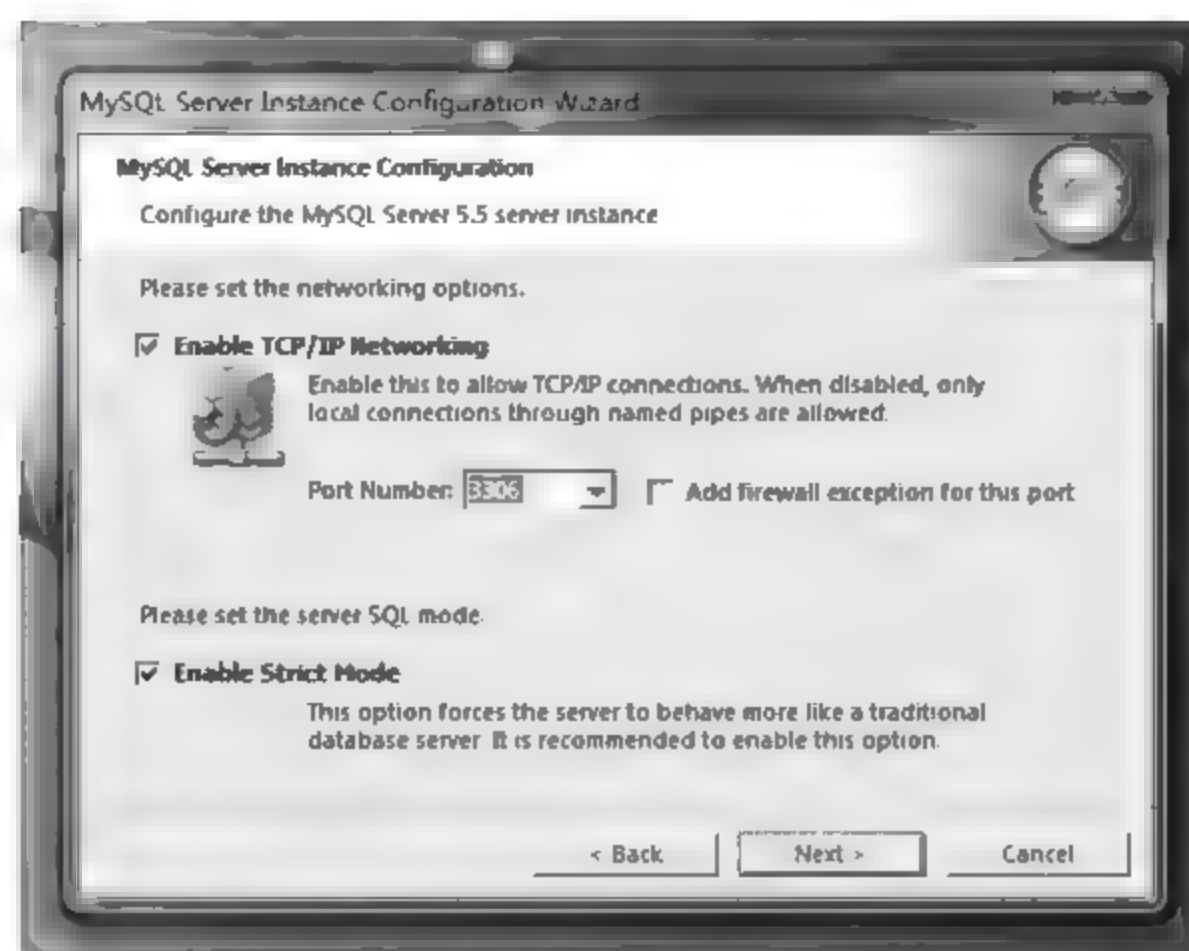 MySQL Server Instance Configuration Wizard
MySQL Server Instance Configuration
Configure the MySQL Server 5.5 server instance
Please set the networking options.
Enable TCP/IP Networking
Enable this to allow TCP/IP connections. When disabled, only
local connections through named pipes are allowed.
Port Number: 3306 Add firewall exception for this port
Please set the server SQL mode.
Enable Strict Mode
This option forces the server to behave more like a traditional
database server. It is recommended to enable this option.
< Back Next > Cancel